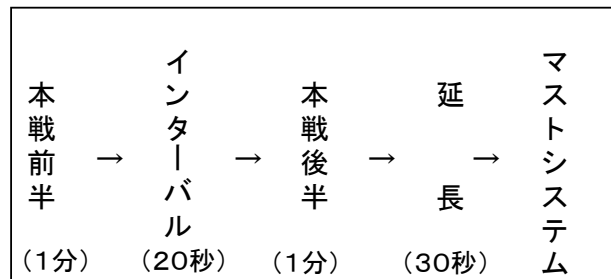 本戦前半
(1分)
→
インターバル
(20秒)
→
本戦後半
(1分)
→
延長
(30秒)
→
マストシステム